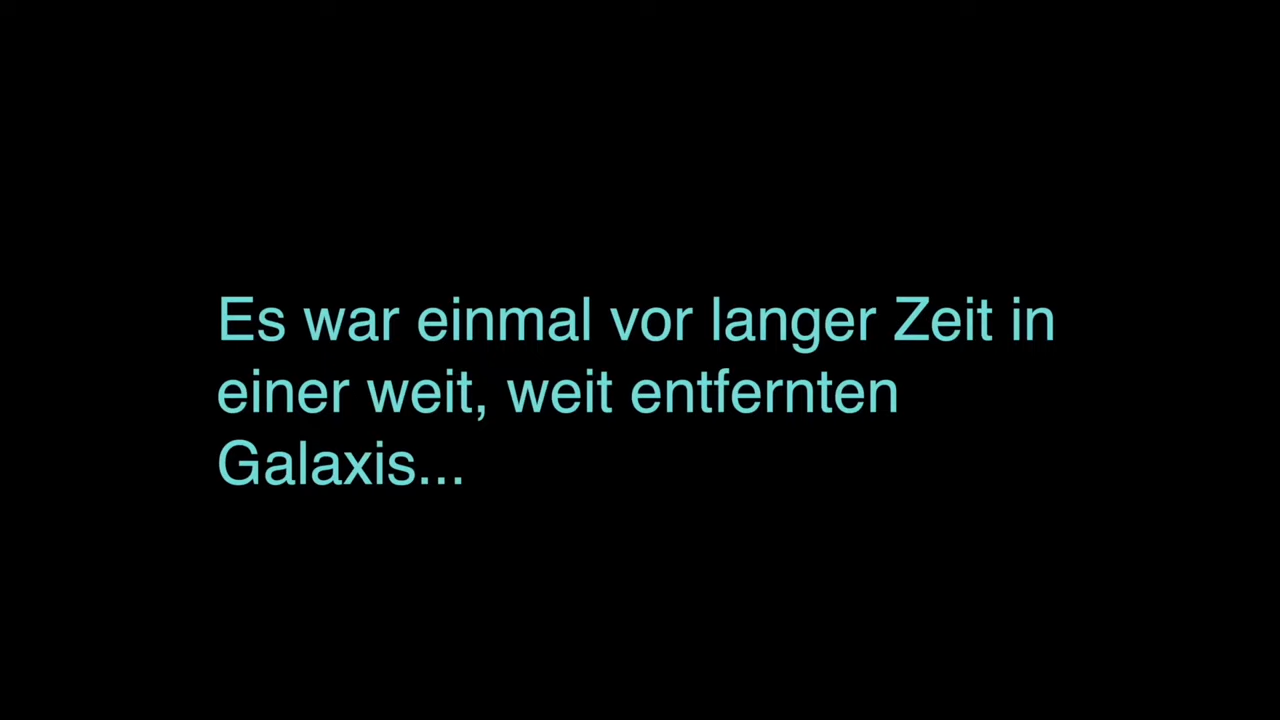 Es war einmal vor langer Zeit in
einer weit, weit entfernten
Galaxis...